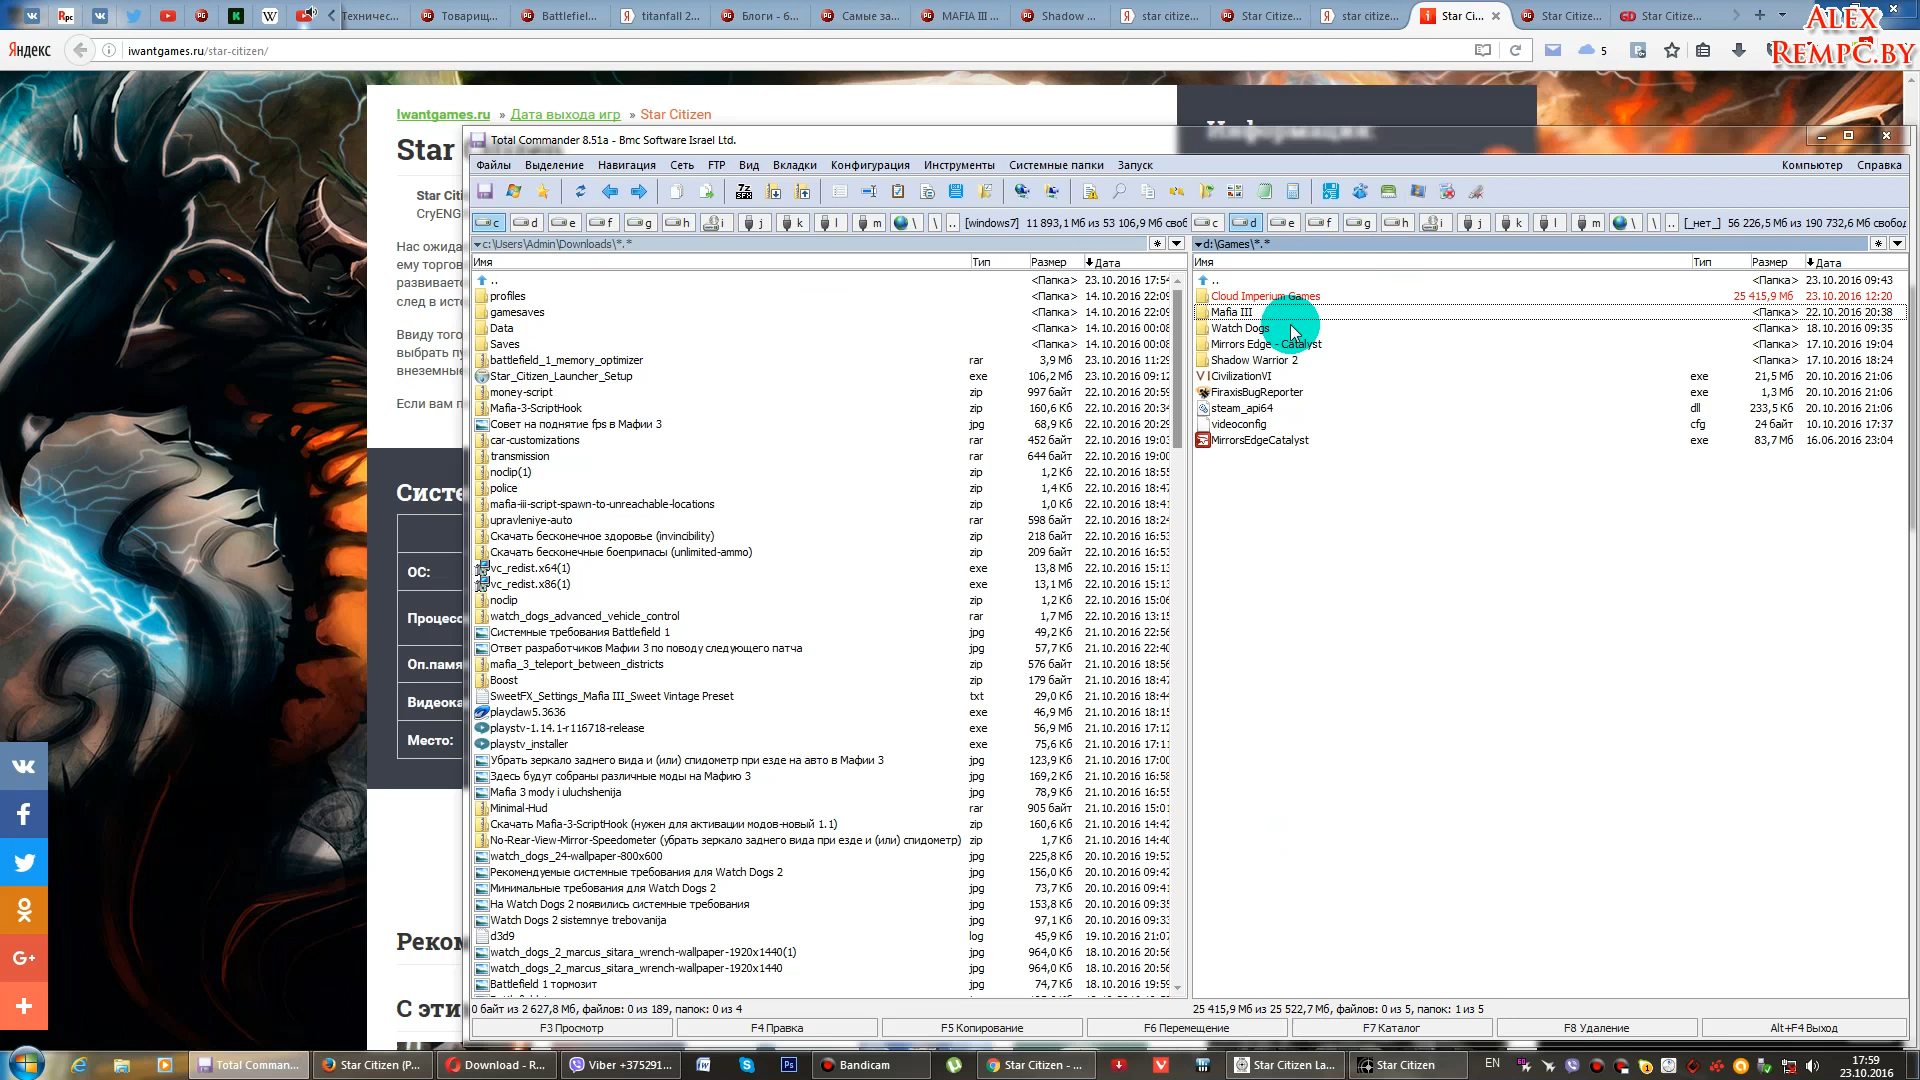 Техничес...
Товарищ...
Battlefiel...
titanfall 2...
Блоги - 6...
Самые за...
MAFIA III ...
Shadow ...
star citize...
Star Citize...
star citize...
Star Ci...
Star Citize...
Star Citize...
ALEX
REMPC.BY
Яндекс
iwantgames.ru/star-citizen/
5
Iwantgames.ru » Дата выхода игр » Star Citizen
Star
Информация:
Total Commander 8.51a - Bmc Software Israel Ltd.
Файлы Выделение Навигация Сеть FTP Вид Вкладки Конфигурация Инструменты Системные папки Запуск Компьютер Справка
c d e f g h i j k l m \ .. [windows7] 11 893,1 Мб из 53 106,9 Мб своб
c d e f g h i j k l m \ .. [_нет_] 56 226,5 Мб из 190 732,6 Мб свобод
c:\Users\Admin\Downloads\*.*
d:\Games\*.*
Имя Тип Размер Дата
.. <Папка> 23.10.2016 17:54
profiles <Папка> 14.10.2016 22:09
gamesaves <Папка> 14.10.2016 22:09
Data <Папка> 14.10.2016 00:08
Saves <Папка> 14.10.2016 00:08
battlefield_1_memory_optimizer rar 3,9 Мб 23.10.2016 11:29
Star_Citizen_Launcher_Setup exe 106,2 Мб 23.10.2016 09:12
money-script zip 997 байт 22.10.2016 20:59
Mafia-3-ScriptHook zip 160,6 Кб 22.10.2016 20:34
Совет на поднятие fps в Мафии 3 jpg 68,9 Кб 22.10.2016 20:29
car-customizations rar 452 байт 22.10.2016 19:03
transmission rar 644 байт 22.10.2016 19:00
noclip(1) zip 1,2 Кб 22.10.2016 18:55
police zip 1,4 Кб 22.10.2016 18:47
mafia-iii-script-spawn-to-unreachable-locations zip 1,0 Кб 22.10.2016 18:41
upravleniye-auto rar 598 байт 22.10.2016 18:24
Скачать бесконечное здоровье (invincibility) zip 218 байт 22.10.2016 16:53
Скачать бесконечные боеприпасы (unlimited-ammo) zip 209 байт 22.10.2016 16:53
vc_redist.x64(1) exe 13,8 Мб 22.10.2016 15:13
vc_redist.x86(1) exe 13,1 Мб 22.10.2016 15:13
noclip zip 1,2 Кб 22.10.2016 15:06
watch_dogs_advanced_vehicle_control rar 1,7 Мб 22.10.2016 13:15
Системные требования Battlefield 1 jpg 49,2 Кб 21.10.2016 22:56
Ответ разработчиков Мафии 3 по поводу следующего патча jpg 57,7 Кб 21.10.2016 22:40
mafia_3_teleport_between_districts zip 576 байт 21.10.2016 18:56
Boost zip 179 байт 21.10.2016 18:47
SweetFX_Settings_Mafia III_Sweet Vintage Preset txt 29,0 Кб 21.10.2016 18:44
playclaw5.3636 exe 46,9 Мб 21.10.2016 18:15
playstv-1.14.1-r116718-release exe 56,9 Мб 21.10.2016 17:12
playstv_installer exe 75,6 Кб 21.10.2016 17:11
Убрать зеркало заднего вида и (или) спидометр при езде на авто в Мафии 3 jpg 123,9 Кб 21.10.2016 17:00
Здесь будут собраны различные моды на Мафию 3 jpg 169,2 Кб 21.10.2016 16:58
Mafia 3 mody i uluchshenija jpg 78,9 Кб 21.10.2016 16:55
Minimal-Hud rar 905 байт 21.10.2016 15:01
Скачать Mafia-3-ScriptHook (нужен для активации модов-новый 1.1) zip 160,6 Кб 21.10.2016 14:42
No-Rear-View-Mirror-Speedometer (убрать зеркало заднего вида при езде и (или) спидометр) zip 1,7 Кб 21.10.2016 14:40
watch_dogs_24-wallpaper-800x600 jpg 225,8 Кб 20.10.2016 19:52
Рекомендуемые системные требования для Watch Dogs 2 jpg 156,0 Кб 20.10.2016 09:42
Минимальные требования для Watch Dogs 2 jpg 73,7 Кб 20.10.2016 09:41
На Watch Dogs 2 появились системные требования jpg 153,8 Кб 20.10.2016 09:35
Watch Dogs 2 sistemnye trebovanija jpg 97,1 Кб 20.10.2016 09:33
d3d9 log 45,9 Кб 19.10.2016 21:07
watch_dogs_2_marcus_sitara_wrench-wallpaper-1920x1440(1) jpg 964,0 Кб 18.10.2016 20:56
watch_dogs_2_marcus_sitara_wrench-wallpaper-1920x1440 jpg 964,0 Кб 18.10.2016 20:56
Battlefield 1 тормозит jpg 74,7 Кб 18.10.2016 19:59
0 байт из 2 627,8 Мб, файлов: 0 из 189, папок: 0 из 4
Имя Тип Размер Дата
.. <Папка> 23.10.2016 09:43
Cloud Imperium Games 25 415,9 Мб 23.10.2016 12:20
Mafia III <Папка> 22.10.2016 20:38
Watch Dogs <Папка> 18.10.2016 09:35
Mirrors Edge - Catalyst <Папка> 17.10.2016 19:04
Shadow Warrior 2 <Папка> 17.10.2016 18:24
CivilizationVI exe 21,5 Мб 20.10.2016 21:06
FiraxisBugReporter exe 1,3 Мб 20.10.2016 21:06
steam_api64 dll 233,5 Кб 20.10.2016 21:06
videoconfig cfg 24 байт 10.10.2016 17:37
MirrorsEdgeCatalyst exe 83,7 Мб 16.06.2016 23:04
25 415,9 Мб из 25 522,7 Мб, файлов: 0 из 5, папок: 1 из 5
F3 Просмотр F4 Правка F5 Копирование F6 Перемещение F7 Каталог F8 Удаление Alt+F4 Выход
Star Citi
CryENG
Нас ожида
ему торгов
развивает
след в исто
Ввиду того
выбрать пу
внеземные
Если вам п
Систе
ОС:
Процесс
Оп.памя
Видеока
Место:
Реком
С эти
Total Comman...
Star Citizen (P...
Download - R...
Viber +375291...
Bandicam
Star Citizen - ...
Star Citizen La...
Star Citizen
EN
17:59
23.10.2016